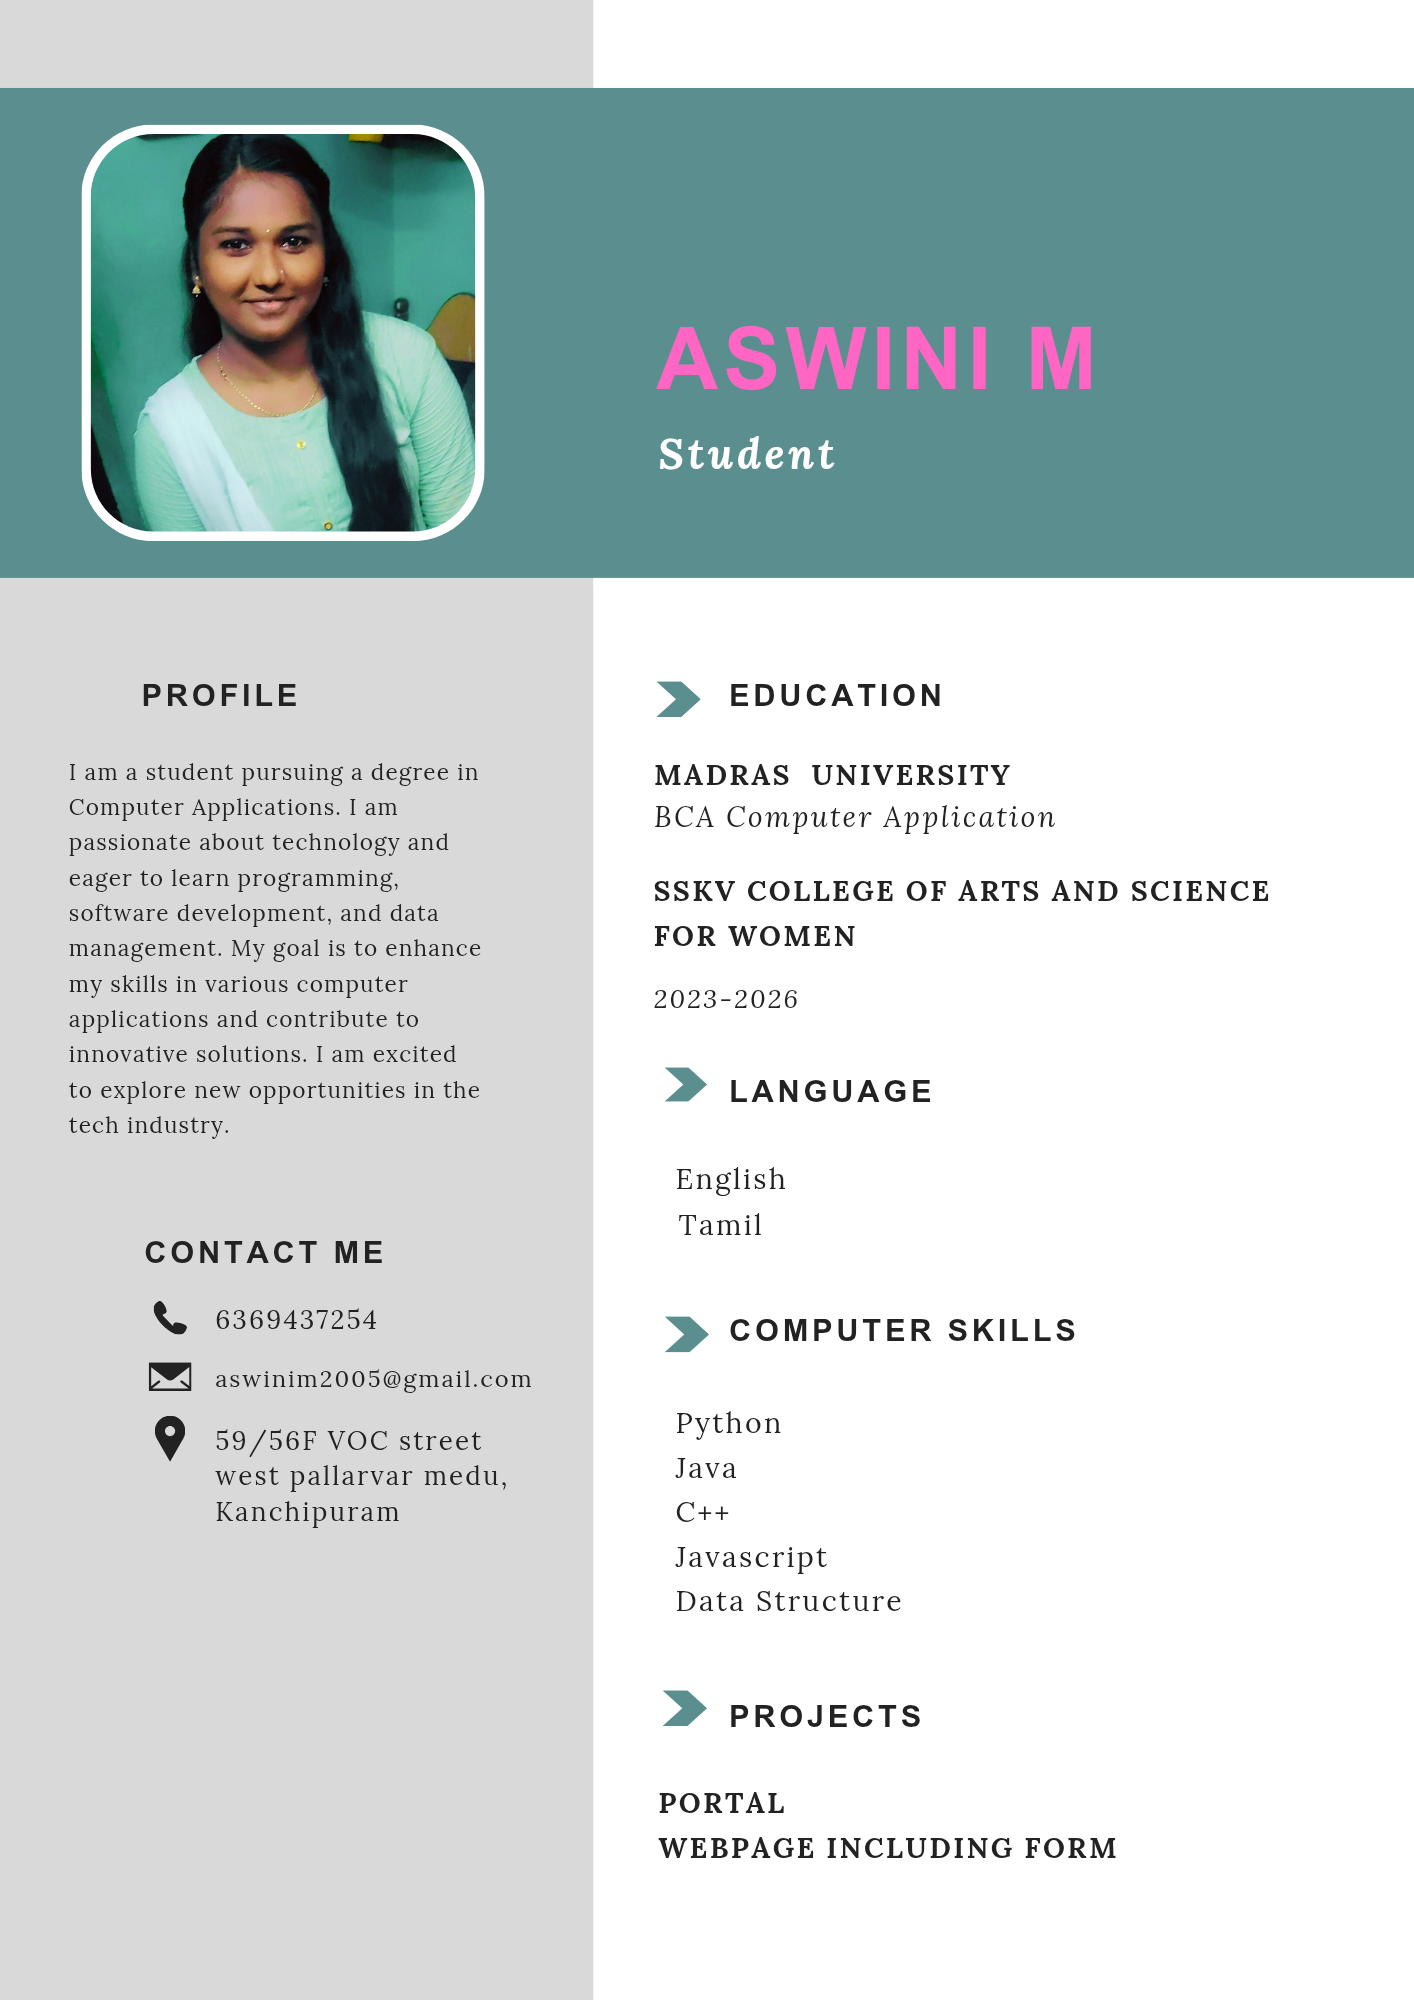 ASWINI M
Student
PROFILE
I am a student pursuing a degree in
Computer Applications. I am
passionate about technology and
eager to learn programming,
software development, and data
management. My goal is to enhance
my skills in various computer
applications and contribute to
innovative solutions. I am excited
to explore new opportunities in the
tech industry.
CONTACT ME
6369437254
aswinim2005@gmail.com
59/56F VOC street
west pallarvar medu,
Kanchipuram
EDUCATION
MADRAS UNIVERSITY
BCA Computer Application
SSKV COLLEGE OF ARTS AND SCIENCE
FOR WOMEN
2023-2026
LANGUAGE
English
Tamil
COMPUTER SKILLS
Python
Java
C++
Javascript
Data Structure
PROJECTS
PORTAL
WEBPAGE INCLUDING FORM